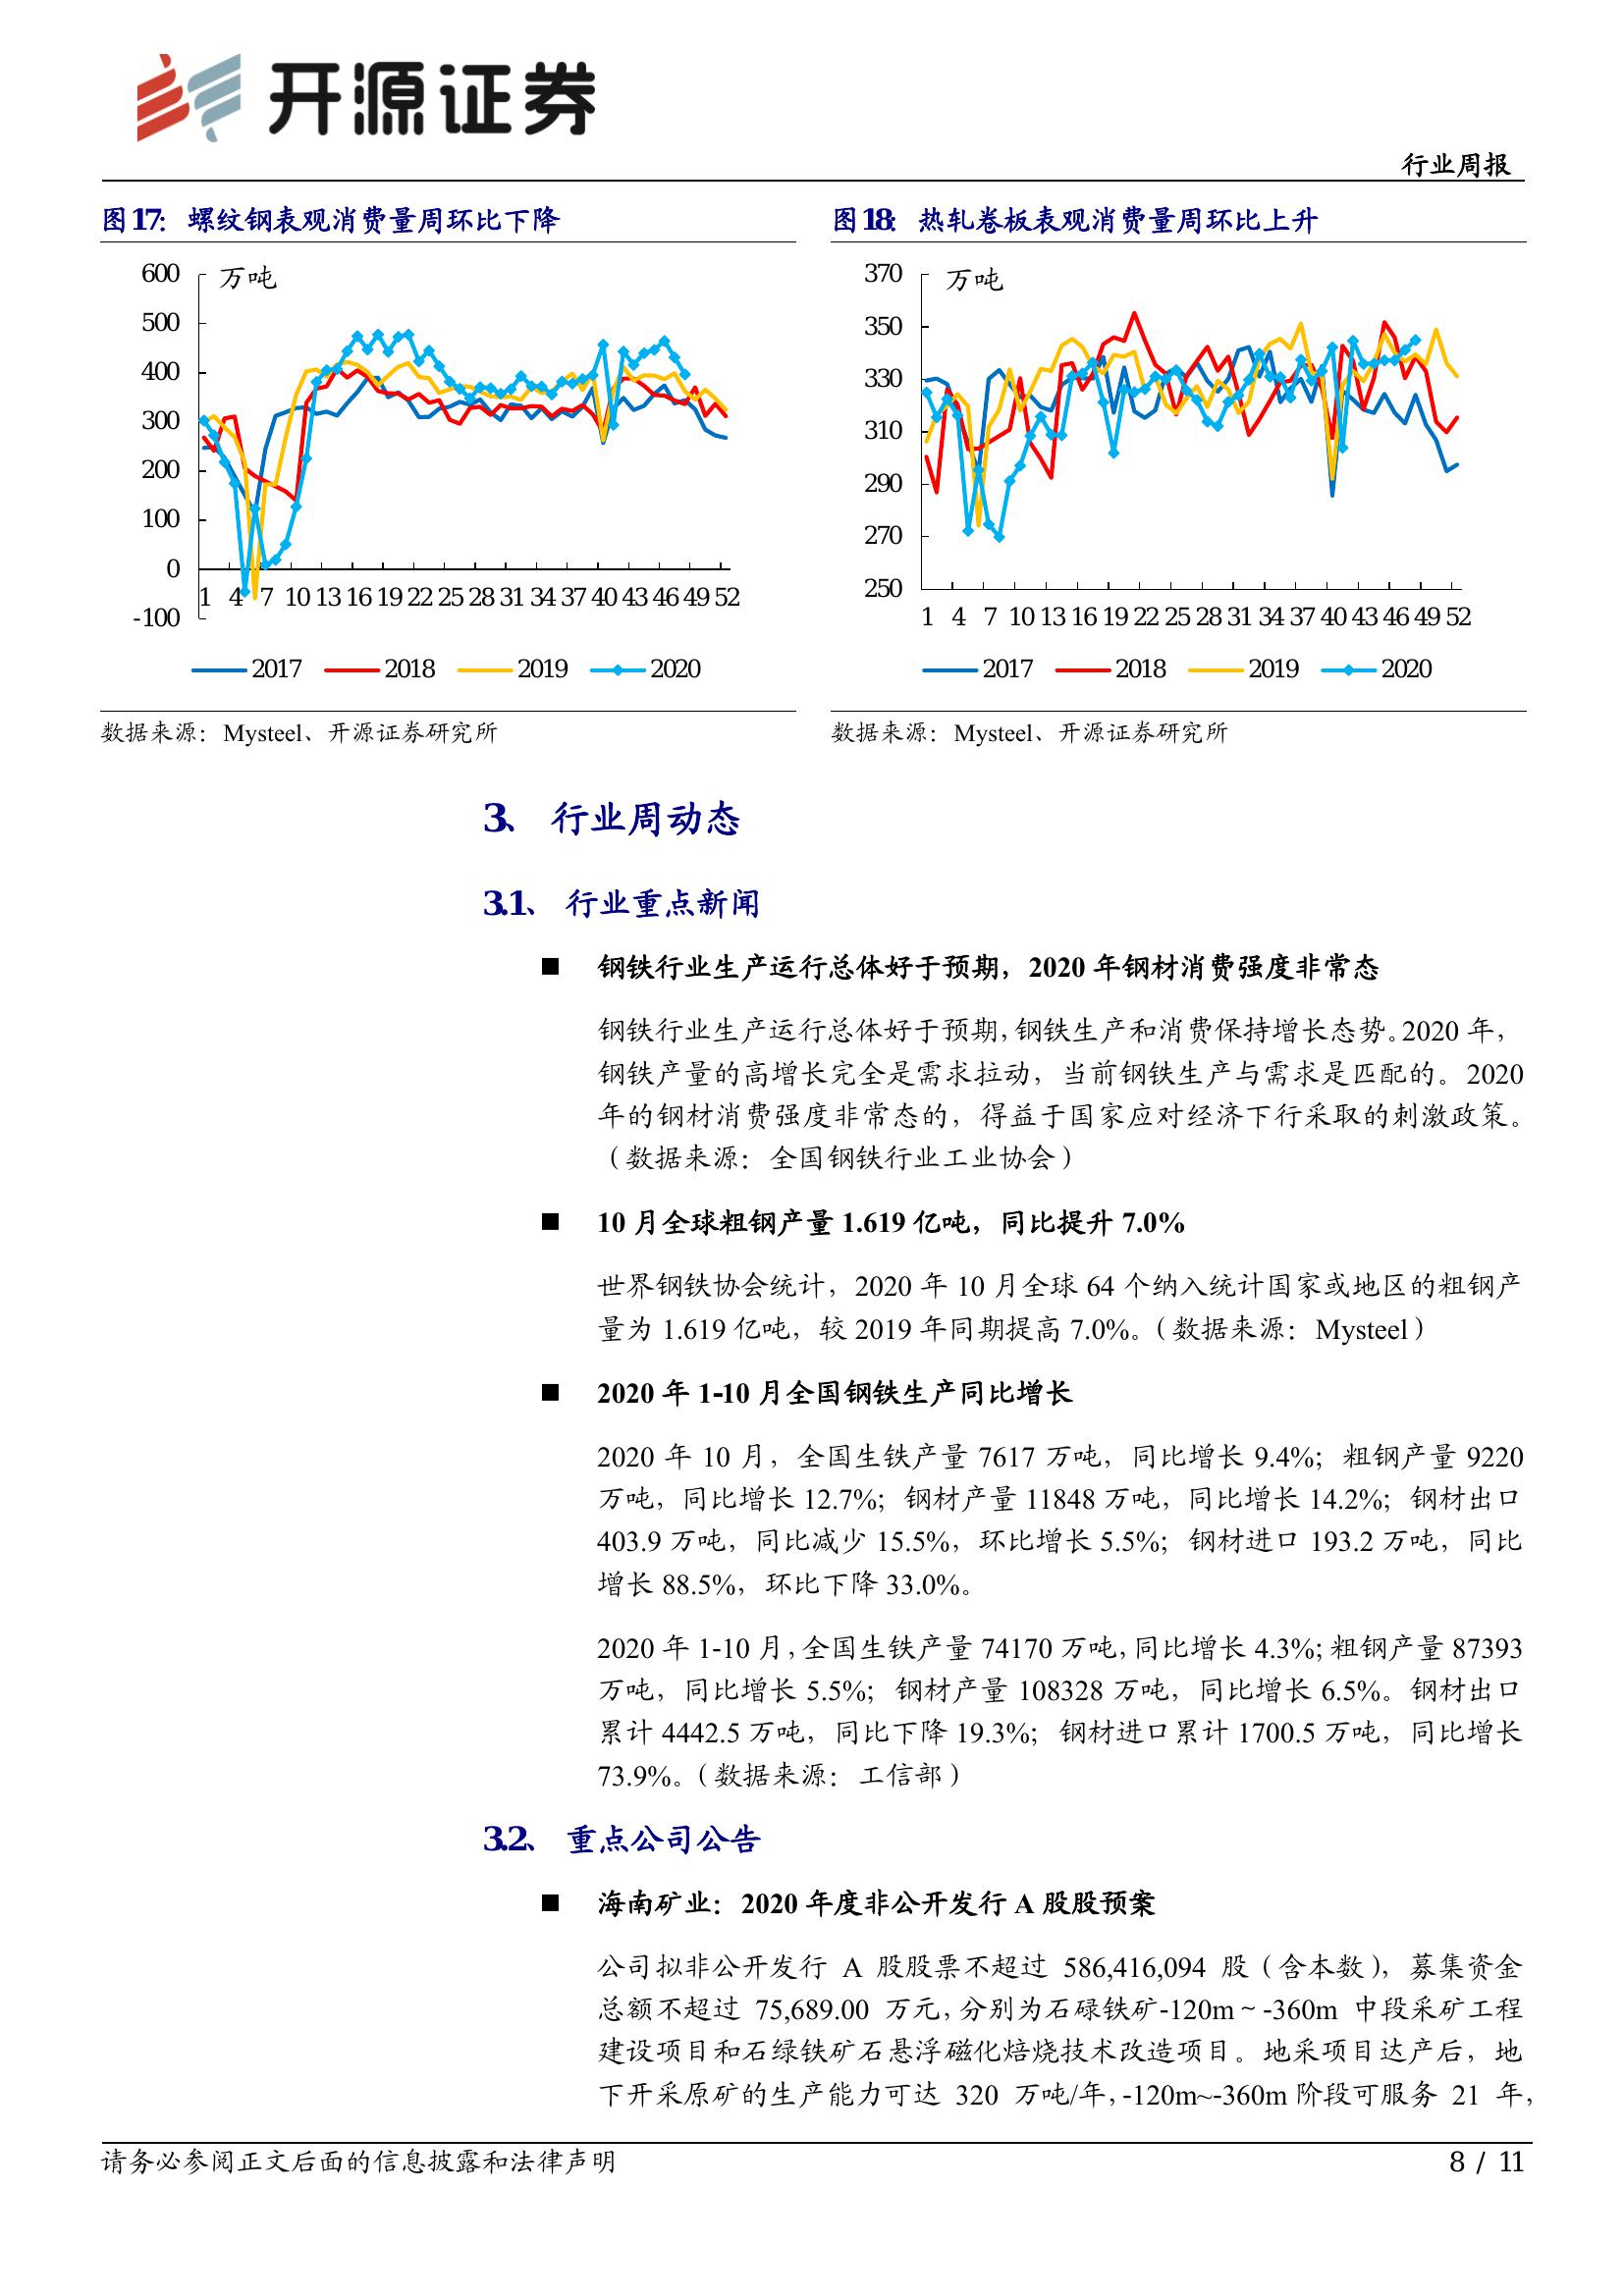 开源证券
行业周报
图17： 螺纹钢表观消费量周环比下降
600
500
400
300
200
100
0
-100
万吨
1 4 7 10 13 16 19 22 25 28 31 34 37 40 43 46 49 52
2017 2018 2019 2020
数据来源：Mysteel、开源证券研究所
图18： 热轧卷板表观消费量周环比上升
370
350
330
310
290
270
250
万吨
1 4 7 10 13 16 19 22 25 28 31 34 37 40 43 46 49 52
2017 2018 2019 2020
数据来源：Mysteel、开源证券研究所
3、 行业周动态
3.1、 行业重点新闻
■ 钢铁行业生产运行总体好于预期，2020 年钢材消费强度非常态
钢铁行业生产运行总体好于预期，钢铁生产和消费保持增长态势。2020 年，
钢铁产量的高增长完全是需求拉动，当前钢铁生产与需求是匹配的。2020
年的钢材消费强度非常态的，得益于国家应对经济下行采取的刺激政策。
（数据来源：全国钢铁行业工业协会）
■ 10 月全球粗钢产量 1.619 亿吨，同比提升 7.0%
世界钢铁协会统计，2020 年 10 月全球 64 个纳入统计国家或地区的粗钢产
量为 1.619 亿吨，较 2019 年同期提高 7.0%。（数据来源：Mysteel）
■ 2020 年 1-10 月全国钢铁生产同比增长
2020 年 10 月，全国生铁产量 7617 万吨，同比增长 9.4%；粗钢产量 9220
万吨，同比增长 12.7%；钢材产量 11848 万吨，同比增长 14.2%；钢材出口
403.9 万吨，同比减少 15.5%，环比增长 5.5%；钢材进口 193.2 万吨，同比
增长 88.5%，环比下降 33.0%。
2020 年 1-10 月，全国生铁产量 74170 万吨，同比增长 4.3%；粗钢产量 87393
万吨，同比增长 5.5%；钢材产量 108328 万吨，同比增长 6.5%。钢材出口
累计 4442.5 万吨，同比下降 19.3%；钢材进口累计 1700.5 万吨，同比增长
73.9%。（数据来源：工信部）
3.2、 重点公司公告
■ 海南矿业：2020 年度非公开发行 A 股股预案
公司拟非公开发行 A 股股票不超过 586,416,094 股（含本数），募集资金
总额不超过 75,689.00 万元，分别为石碌铁矿-120m～-360m 中段采矿工程
建设项目和石绿铁矿石悬浮磁化焙烧技术改造项目。地采项目达产后，地
下开采原矿的生产能力可达 320 万吨/年，-120m~-360m 阶段可服务 21 年，
请务必参阅正文后面的信息披露和法律声明
8 / 11